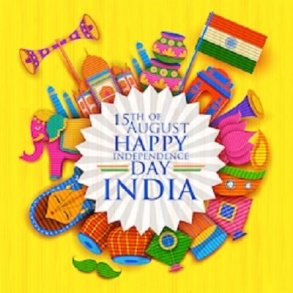 15TH OF
AUGUST
HAPPY
INDEPENDENCE
DAY
INDIA